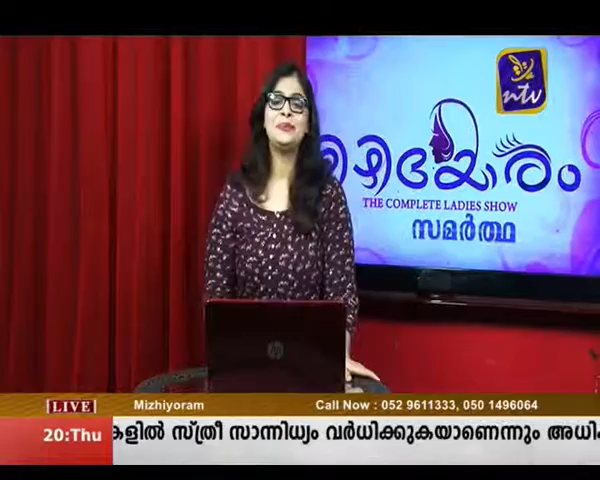 ntv
മിഴിയോരം
THE COMPLETE LADIES SHOW
സമർത്ഥ
hp
LIVE Mizhiyoram Call Now : 052 9611333, 050 1496064
20:Thu കളിൽ സ്ത്രീ സാന്നിധ്യം വർധിക്കുകയാണെന്നും